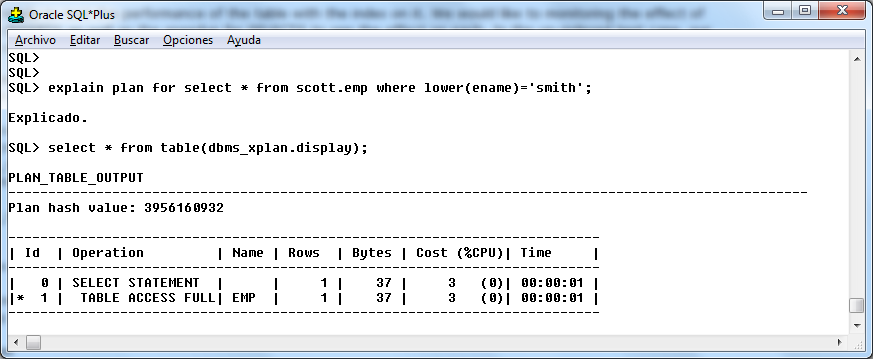 Oracle SQL*Plus
Archivo Editar Buscar Opciones Ayuda
SQL>
SQL>
SQL> explain plan for select * from scott.emp where lower(ename)='smith';
Explicado.
SQL> select * from table(dbms_xplan.display);
PLAN_TABLE_OUTPUT
--------------------------------------------------------------------------------
Plan hash value: 3956160932
--------------------------------------------------------------------------
| Id  | Operation         | Name | Rows  | Bytes | Cost (%CPU)| Time     |
--------------------------------------------------------------------------
|   0 | SELECT STATEMENT  |      |     1 |    37 |     3   (0)| 00:00:01 |
|*  1 |  TABLE ACCESS FULL| EMP  |     1 |    37 |     3   (0)| 00:00:01 |
--------------------------------------------------------------------------